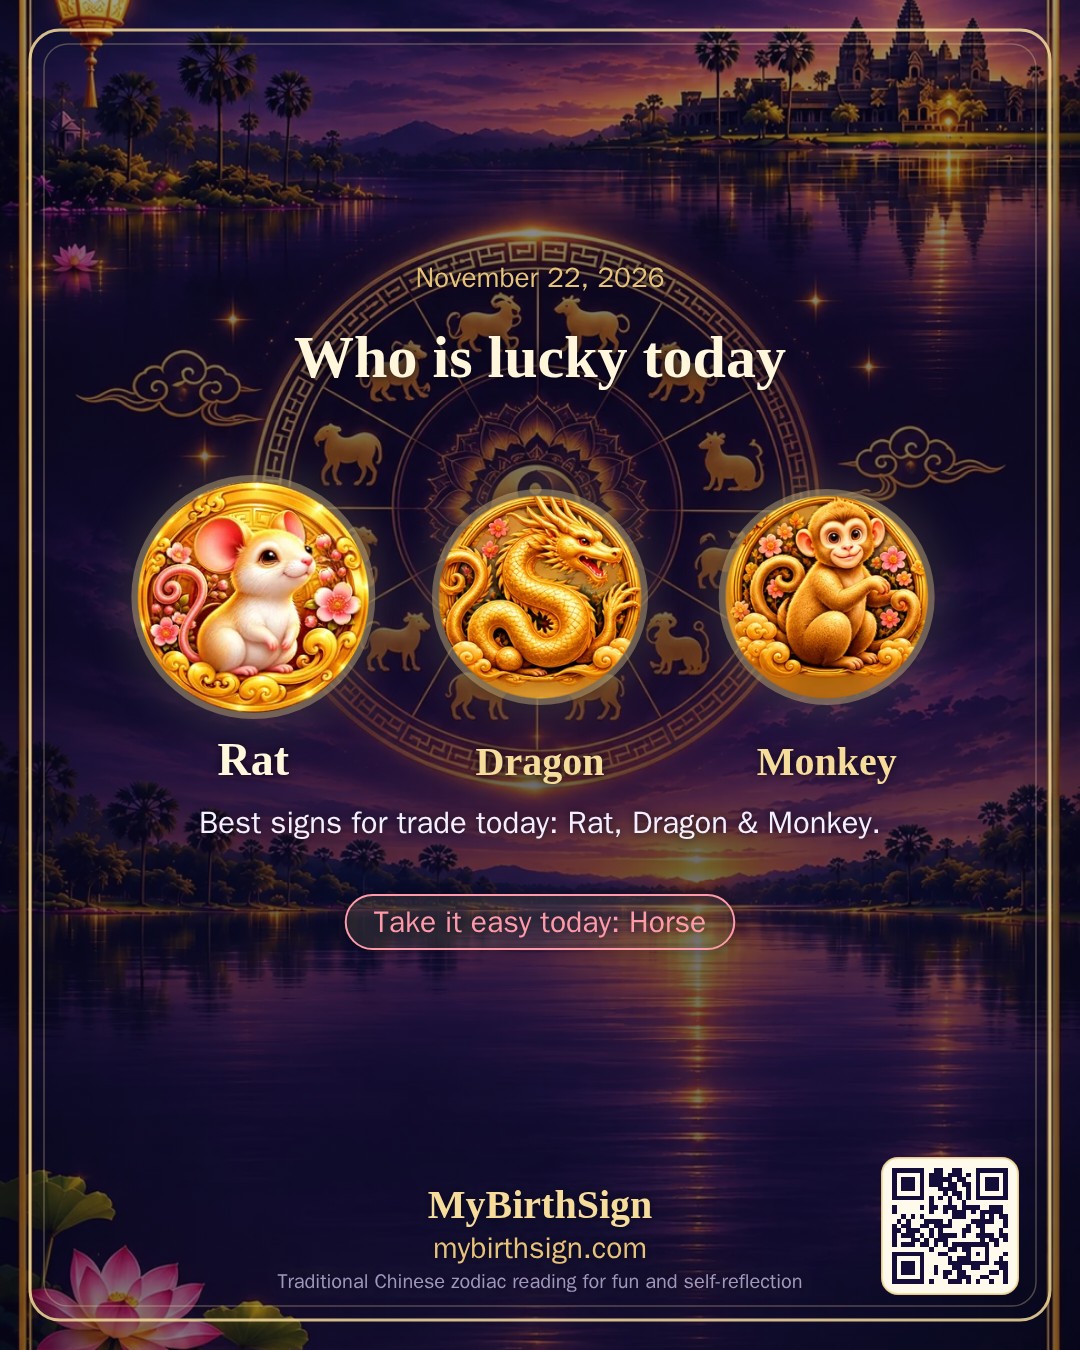 November 22, 2026
Who is lucky today
Rat
Dragon
Monkey
Best signs for trade today: Rat, Dragon & Monkey.
Take it easy today: Horse
MyBirthSign
mybirthsign.com
Traditional Chinese zodiac reading for fun and self-reflection